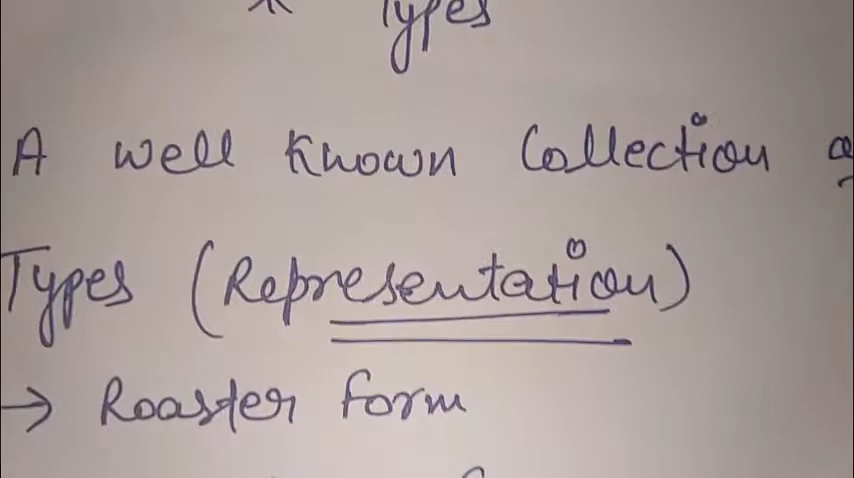 Types
A well known Collection
Types (Representation)
→ Roaster form